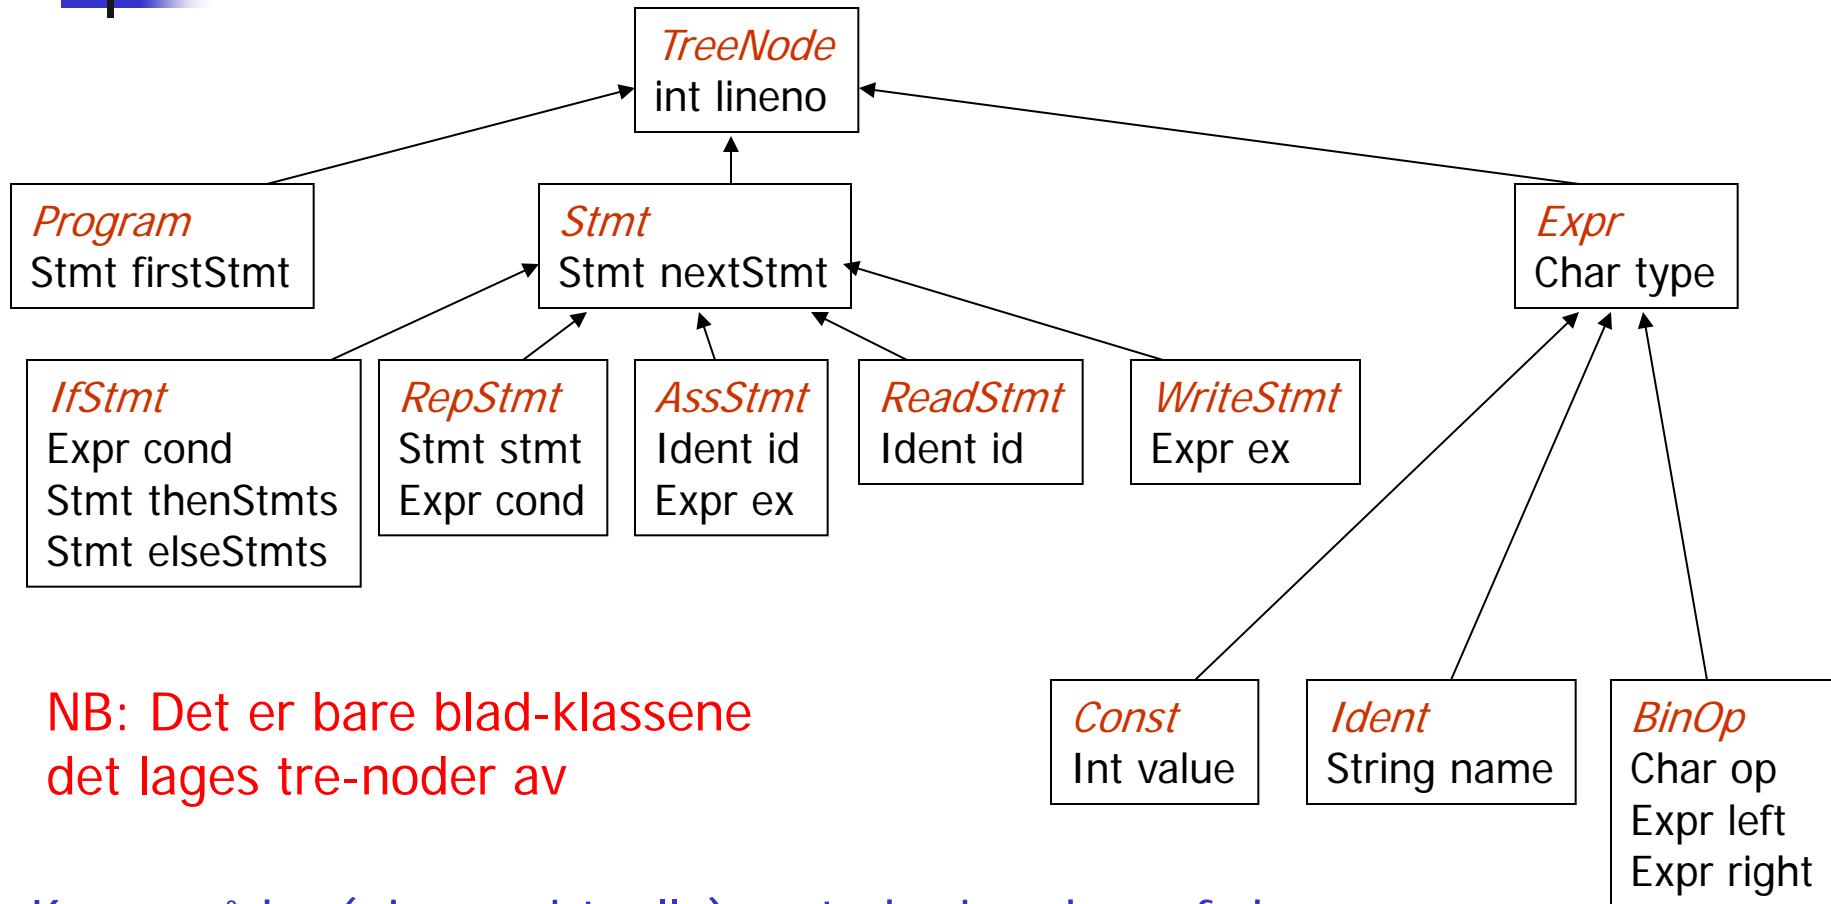 TreeNode
int lineno
Program
Stmt firstStmt
Stmt
Stmt nextStmt
Expr
Char type
IfStmt
Expr cond
Stmt thenStmts
Stmt elseStmts
RepStmt
Stmt stmt
Expr cond
AssStmt
Ident id
Expr ex
ReadStmt
Ident id
WriteStmt
Expr ex
NB: Det er bare blad-klassene
det lages tre-noder av
Const
Int value
Ident
String name
BinOp
Char op
Expr left
Expr right